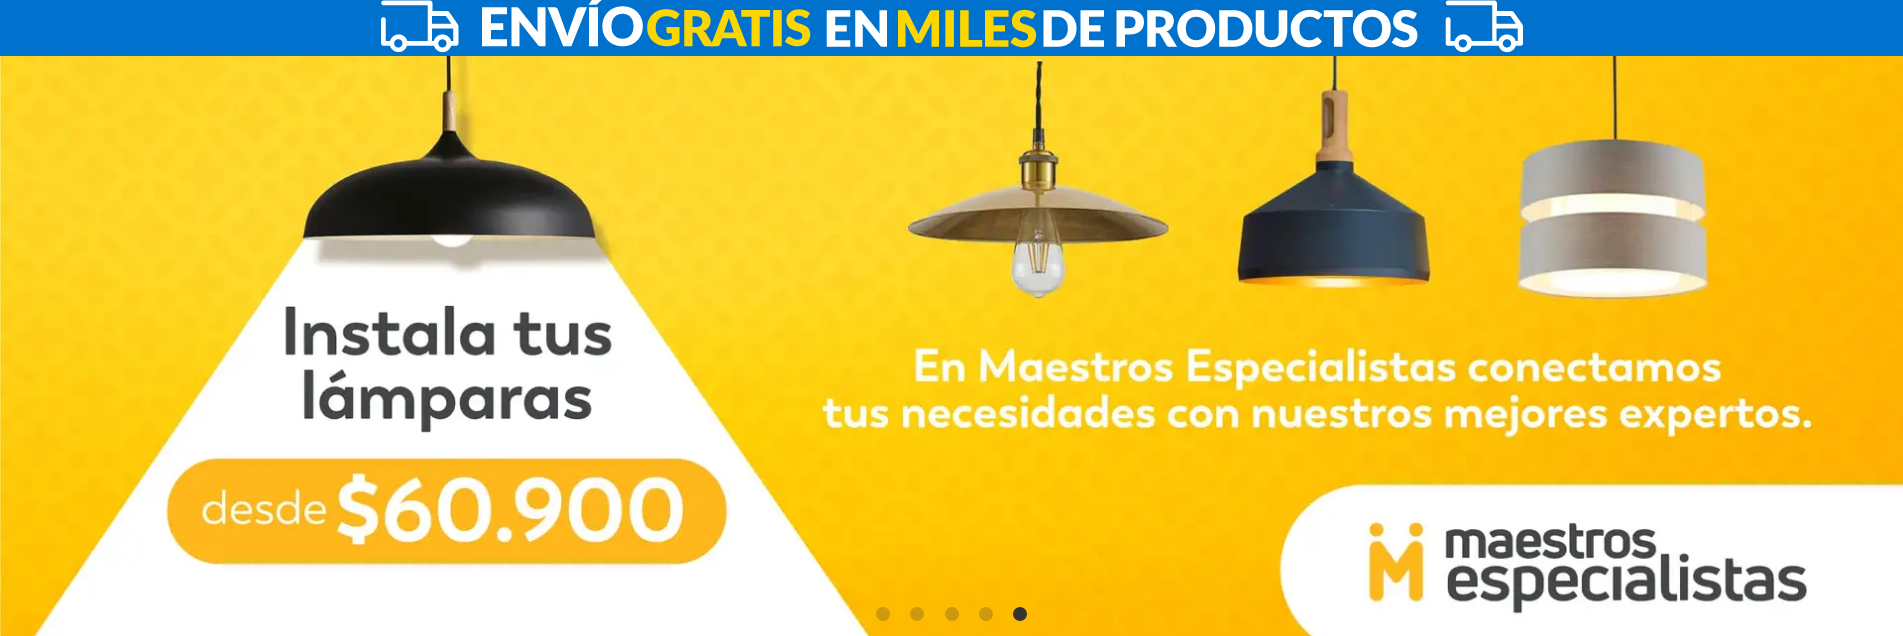 ENVÍO GRATIS EN MILES DE PRODUCTOS
Instala tus
lámparas
desde $60.900
En Maestros Especialistas conectamos
tus necesidades con nuestros mejores expertos.
maestros
especialistas